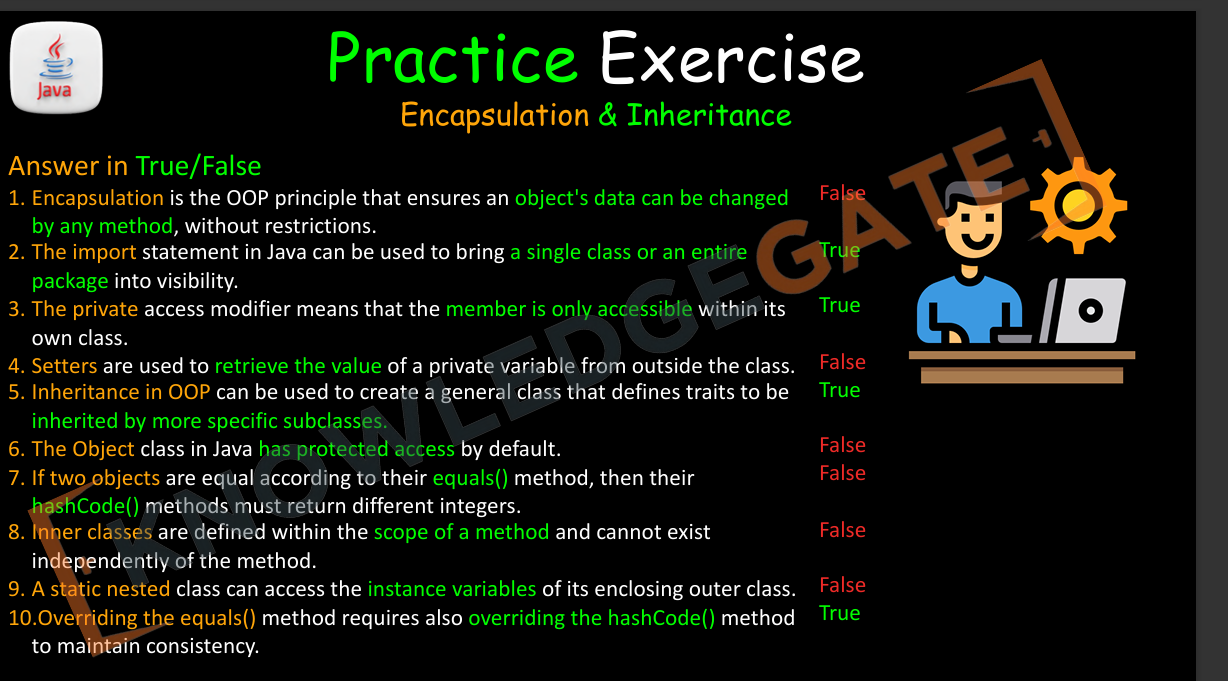 Java
Practice Exercise
Encapsulation & Inheritance
Answer in True/False
1. Encapsulation is the OOP principle that ensures an object's data can be changed False
by any method, without restrictions.
2. The import statement in Java can be used to bring a single class or an entire True
package into visibility.
3. The private access modifier means that the member is only accessible within its True
own class.
4. Setters are used to retrieve the value of a private variable from outside the class. False
5. Inheritance in OOP can be used to create a general class that defines traits to be True
inherited by more specific subclasses.
6. The Object class in Java has protected access by default. False
7. If two objects are equal according to their equals() method, then their False
hashCode() methods must return different integers.
8. Inner classes are defined within the scope of a method and cannot exist False
independently of the method.
9. A static nested class can access the instance variables of its enclosing outer class. False
10.Overriding the equals() method requires also overriding the hashCode() method True
to maintain consistency.
KNOWLEDGEGATE